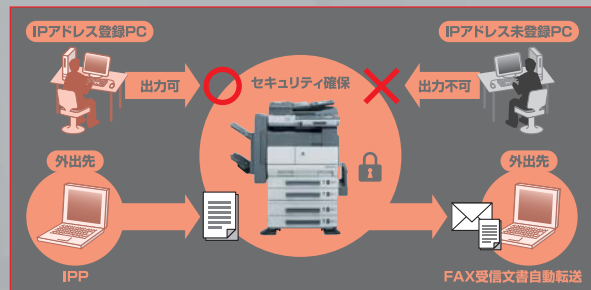 IPアドレス登録PC
IPアドレス未登録PC
出力可
セキュリティ確保
出力不可
外出先
外出先
IPP
FAX受信文書自動転送